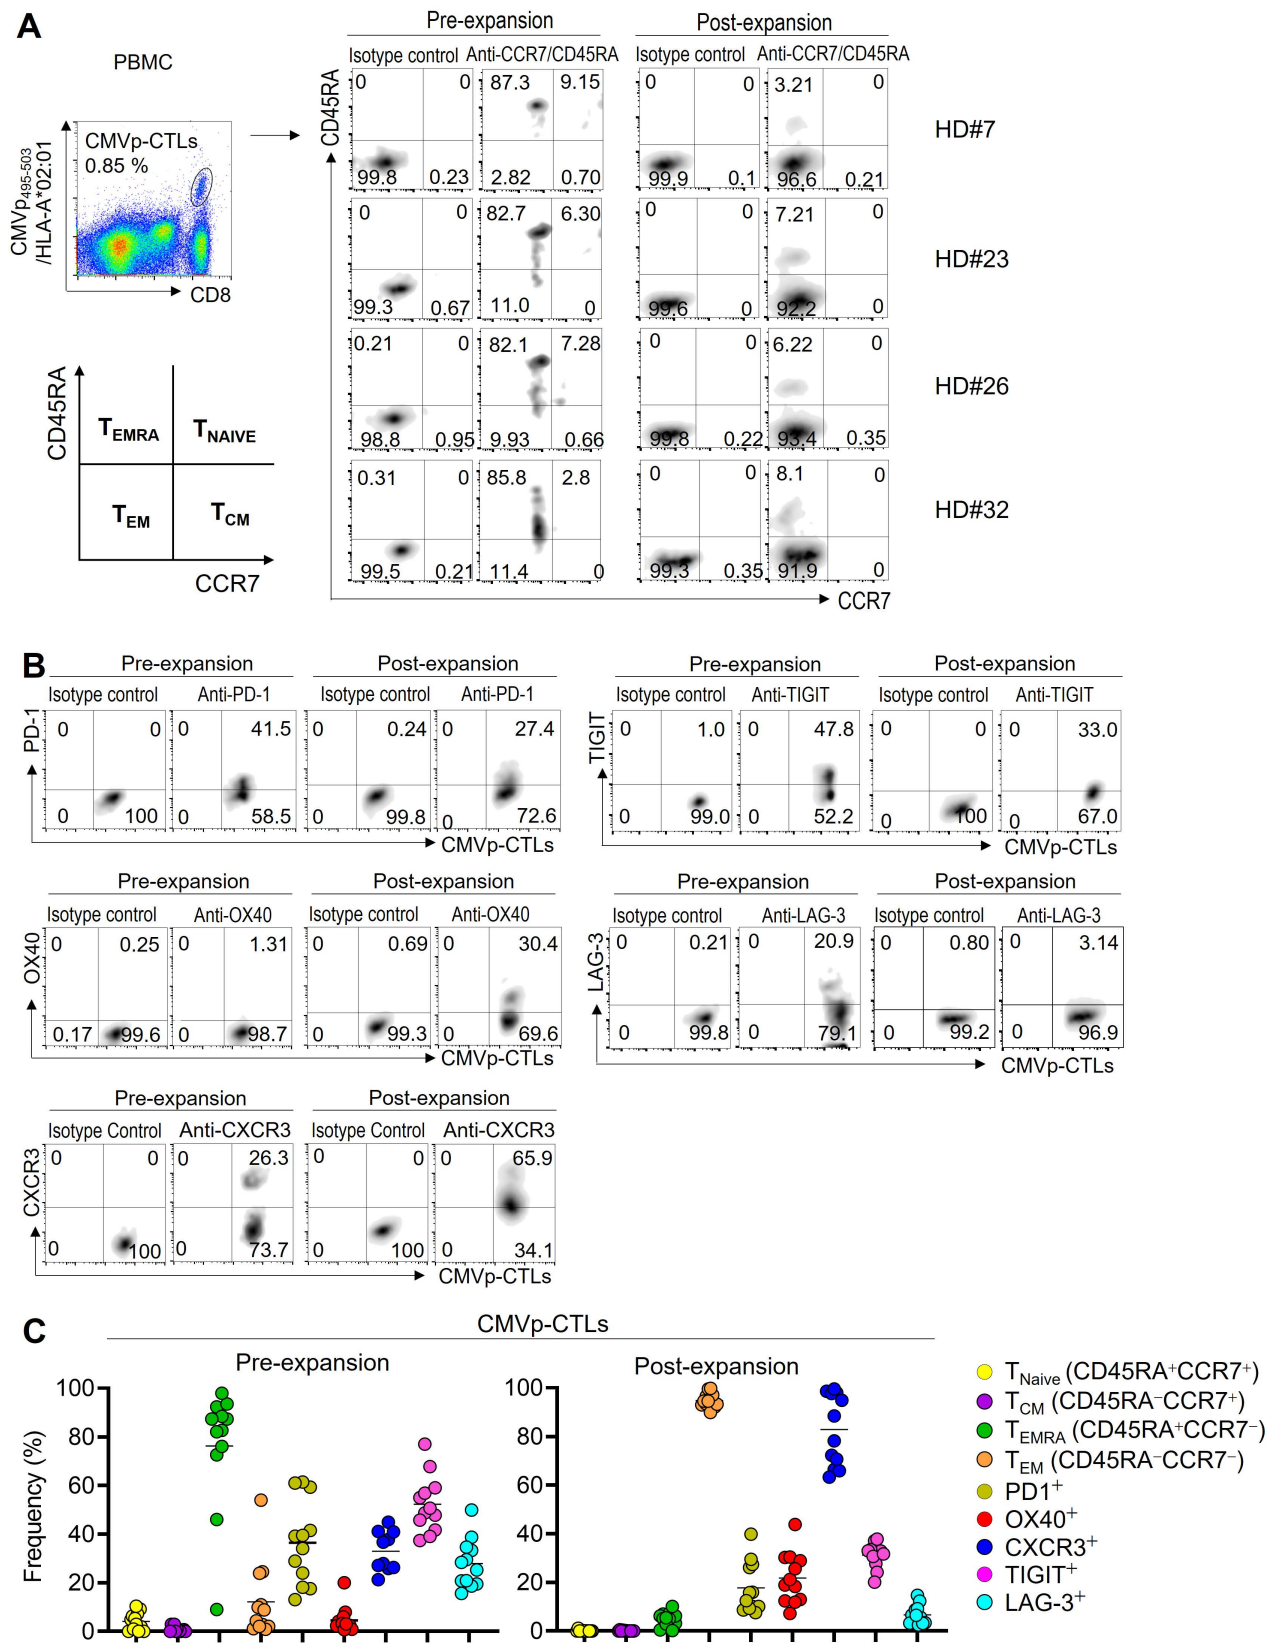 A
PBMC
CMVp-CTLs
0.85 %
CMVp495-503
/HLA-A*02:01
CD8
CD45RA
TEMRA TNAIVE
TEM TCM
CCR7
Pre-expansion Post-expansion
Isotype control Anti-CCR7/CD45RA Isotype control Anti-CCR7/CD45RA
CD45RA
0 0 87.3 9.15 0 0 3.21 0
HD#7
99.8 0.23 2.82 0.70 99.9 0.1 96.6 0.21
0 0 82.7 6.30 0 0 7.21 0
HD#23
99.3 0.67 11.0 0 99.6 0 92.2 0
0.21 0 82.1 7.28 0 0 6.22 0
HD#26
98.8 0.95 9.93 0.66 99.8 0.22 93.4 0.35
0.31 0 85.8 2.8 0 0 8.1 0
HD#32
99.5 0.21 11.4 0 99.3 0.35 91.9 0
CCR7
B
Pre-expansion Post-expansion
Isotype control Anti-PD-1 Isotype control Anti-PD-1
PD-1
0 0 0 41.5 0 0.24 0 27.4
0 100 0 58.5 0 99.8 0 72.6
CMVp-CTLs
Pre-expansion Post-expansion
Isotype control Anti-TIGIT Isotype control Anti-TIGIT
TIGIT
0 1.0 0 47.8 0 0 0 33.0
0 99.0 0 52.2 0 100 0 67.0
CMVp-CTLs
Pre-expansion Post-expansion
Isotype control Anti-OX40 Isotype control Anti-OX40
OX40
0 0.25 0 1.31 0 0.69 0 30.4
0.17 99.6 0 98.7 0 99.3 0 69.6
CMVp-CTLs
Pre-expansion Post-expansion
Isotype control Anti-LAG-3 Isotype control Anti-LAG-3
LAG-3
0 0.21 0 20.9 0 0.80 0 3.14
0 99.8 0 79.1 0 99.2 0 96.9
CMVp-CTLs
Pre-expansion Post-expansion
Isotype Control Anti-CXCR3 Isotype Control Anti-CXCR3
CXCR3
0 0 0 26.3 0 0 0 65.9
0 100 0 73.7 0 100 0 34.1
CMVp-CTLs
C
CMVp-CTLs
Pre-expansion Post-expansion
Frequency (%)
100
80
60
40
20
0
100
80
60
40
20
0
TNaive (CD45RA+CCR7+)
TCM (CD45RA−CCR7+)
TEMRA (CD45RA+CCR7−)
TEM (CD45RA−CCR7−)
PD1+
OX40+
CXCR3+
TIGIT+
LAG-3+